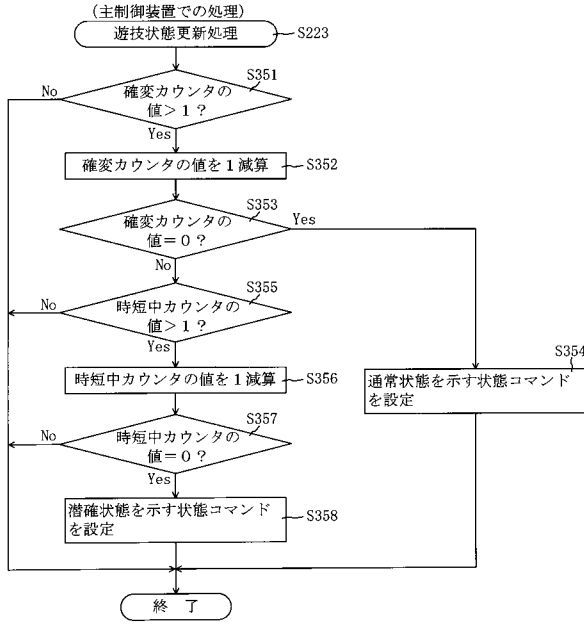 (主制御装置での処理)
遊技状態更新処理
S223
S351
確変カウンタの
値>1?
No
Yes
確変カウンタの値を1減算
S352
S353
確変カウンタの
値=0?
Yes
No
S355
時短中カウンタの
値>1?
No
Yes
S354
通常状態を示す状態コマンド
を設定
時短中カウンタの値を1減算
S356
S357
時短中カウンタの
値=0?
No
Yes
潜確状態を示す状態コマンド
を設定
S358
終 了